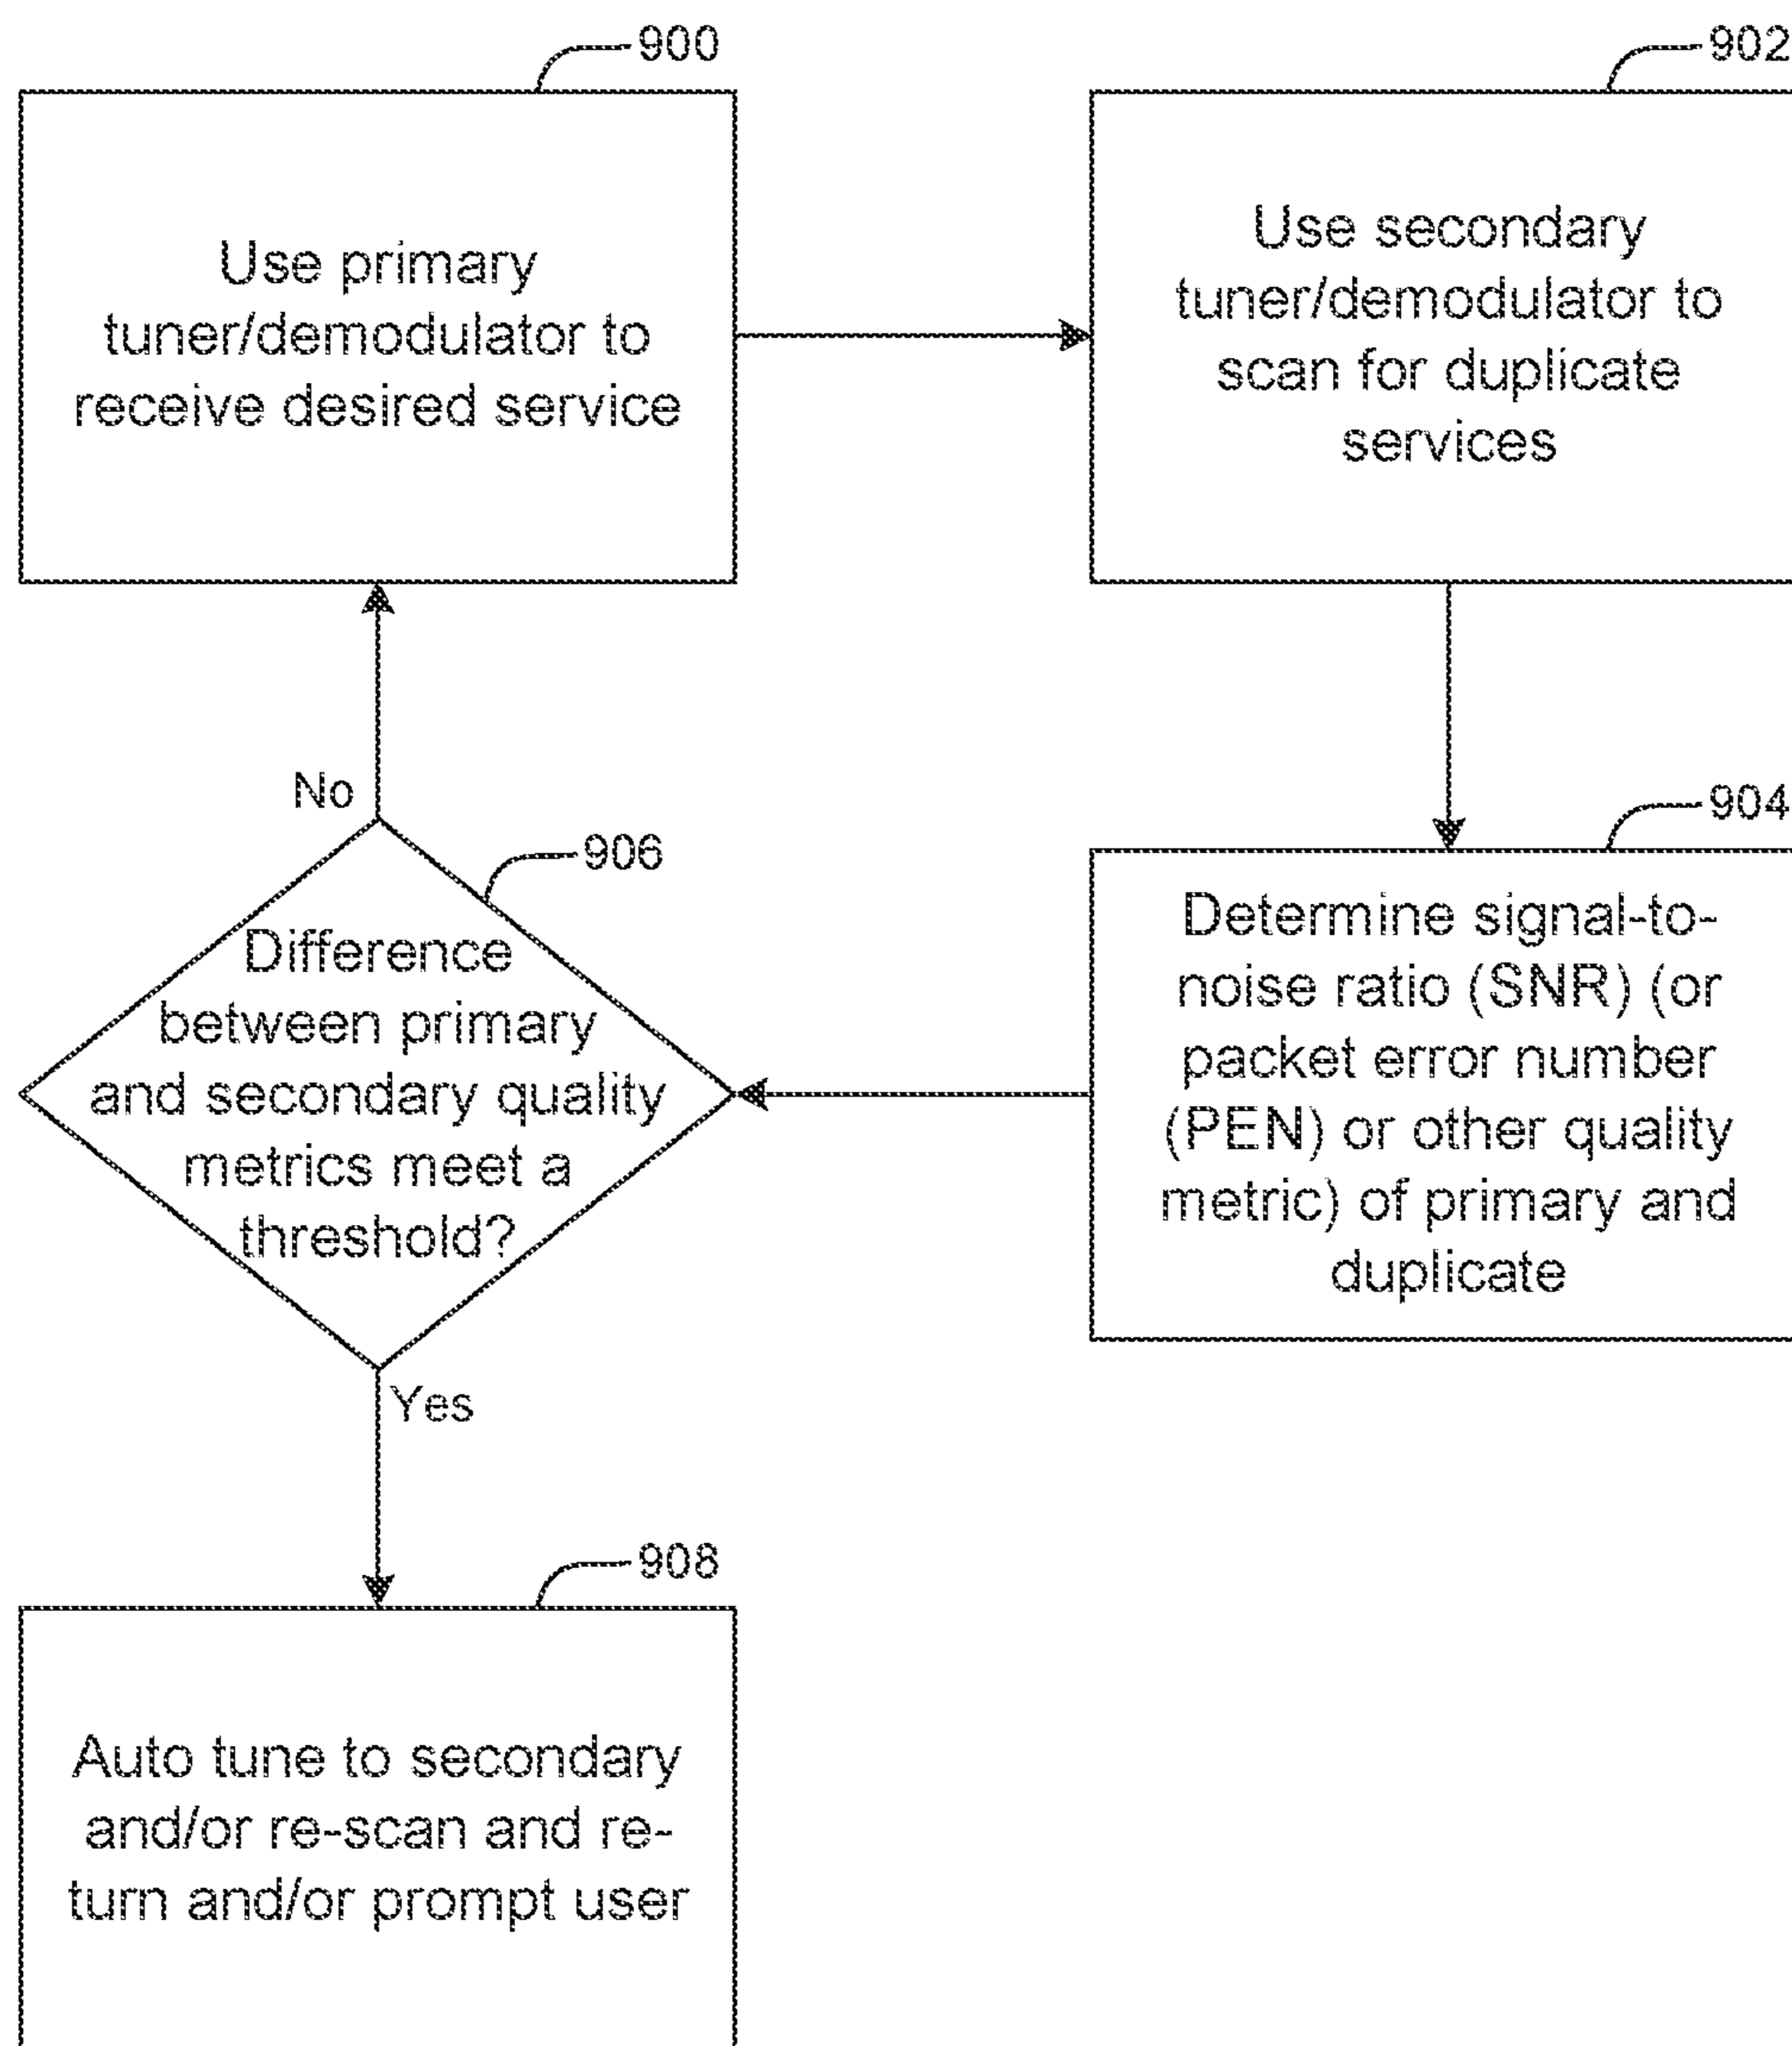 900
Use primary
tuner/demodulator to
receive desired service
902
Use secondary
tuner/demodulator to
scan for duplicate
services
904
Determine signal-to-
noise ratio (SNR) (or
packet error number
(PEN) or other quality
metric) of primary and
duplicate
No
906
Difference
between primary
and secondary quality
metrics meet a
threshold?
Yes
908
Auto tune to secondary
and/or re-scan and re-
turn and/or prompt user